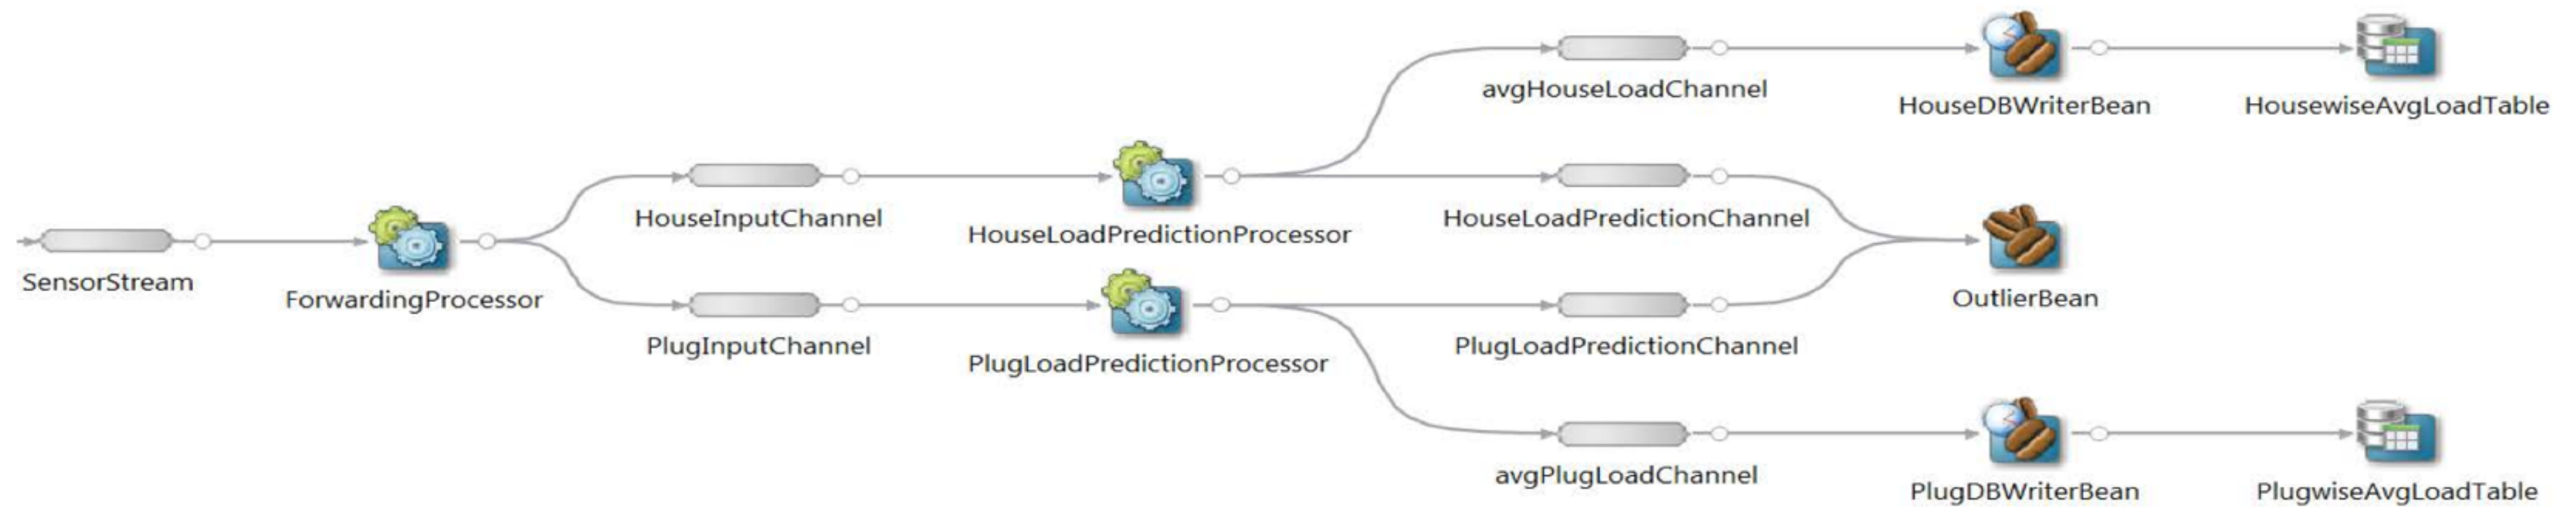 avgHouseLoadChannel
HouseDBWriterBean
HousewiseAvgLoadTable
HouseInputChannel
HouseLoadPredictionProcessor
HouseLoadPredictionChannel
SensorStream
ForwardingProcessor
OutlierBean
PlugInputChannel
PlugLoadPredictionProcessor
PlugLoadPredictionChannel
avgPlugLoadChannel
PlugDBWriterBean
PlugwiseAvgLoadTable